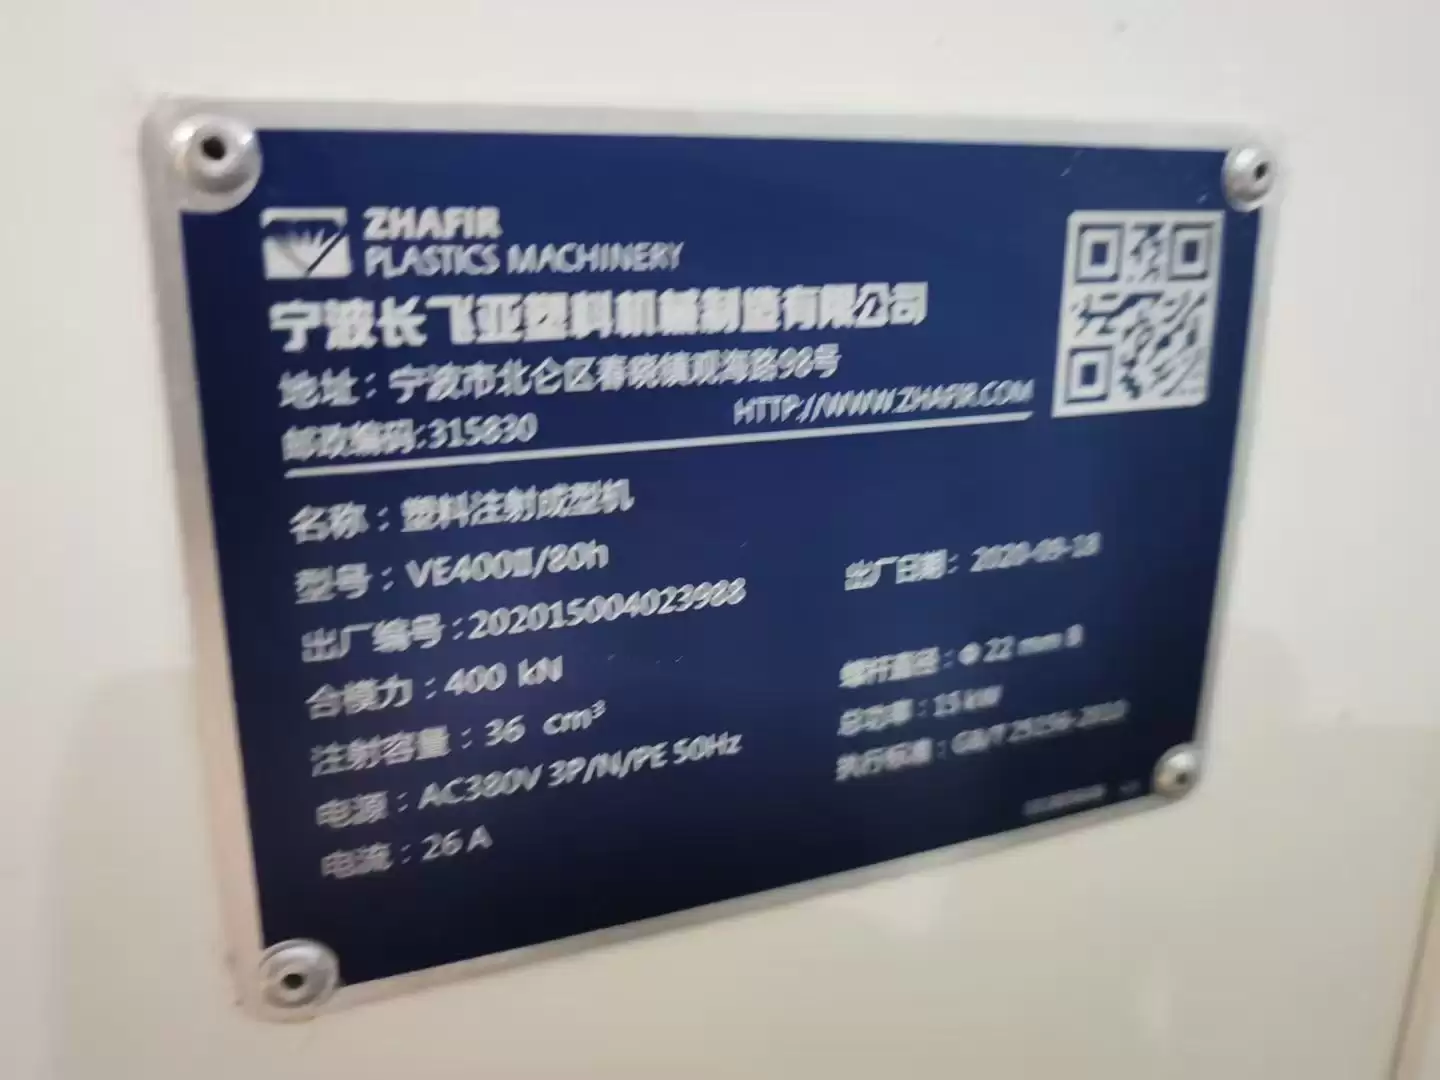 ZHAFIR
PLASTICS MACHINERY
宁波长飞亚塑料机械制造有限公司
地址：宁波市北仑区春晓镇观海路98号
邮政编码:315830
HTTP://WWW.ZHAFIR.COM
名称：塑料注射成型机
型号：VE400Ⅱ/80h
出厂编号：202015004023988
出厂日期：2020-09-18
合模力：400 kN
螺杆直径：Φ 22 mm B
注射容量：36 cm³
总功率：15 kW
电源：AC380V 3P/N/PE 50Hz
执行标准：GB/T 25156-2010
电流：26 A